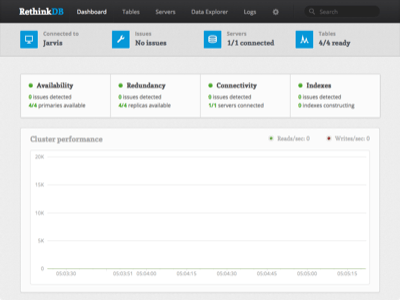 RethinkDB Dashboard Tables Servers Data Explorer Logs Search
Connected to Issues Servers Tables
Jarvis No issues 1/1 connected 4/4 ready
Availability Redundancy Connectivity Indexes
0 issues detected 0 issues detected 0 issues detected 0 issues detected
4/4 primaries available 4/4 replicas available 1/1 servers connected 0 indexes constructing
Cluster performance Reads/sec: 0 Writes/sec: 0
20K
15K
10K
5K
0
05:03:30 05:03:51 05:04:00 05:04:15 05:04:30 05:04:45 05:05:00 05:05:15